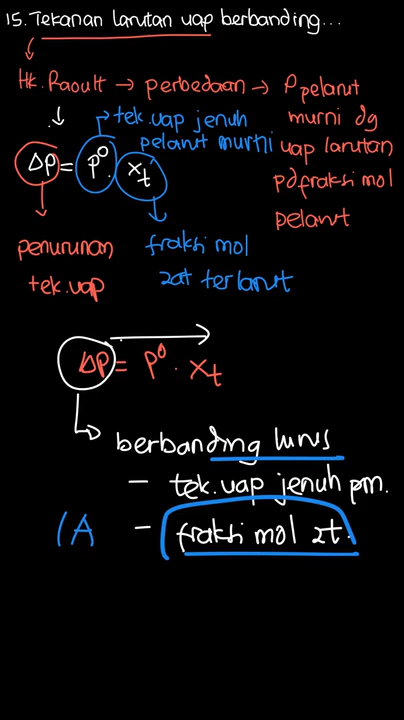 15. Tekanan larutan uap berbanding...
Hk. Raoult → perbedaan → P pelarut
murni dg
uap larutan
pd fraksi mol
pelarut
tek. uap jenuh
pelarut murni
ΔP = P⁰. Xt
penurunan
tek. uap
fraksi mol
zat terlarut
ΔP = P⁰ . Xt
berbanding lurus
- tek. uap jenuh pm.
- fraksi mol zt.
(A